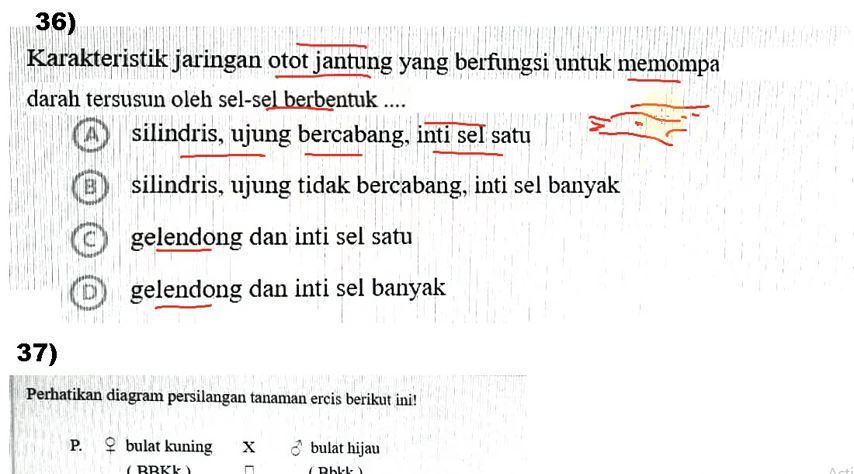 36)
Karakteristik jaringan otot jantung yang berfungsi untuk memompa
darah tersusun oleh sel-sel berbentuk ....
A silindris, ujung bercabang, inti sel satu
B silindris, ujung tidak bercabang, inti sel banyak
C gelendong dan inti sel satu
D gelendong dan inti sel banyak
37)
Perhatikan diagram persilangan tanaman ercis berikut ini!
P. ♀ bulat kuning X ♂ bulat hijau
( BBKk ) ( Bbkk )